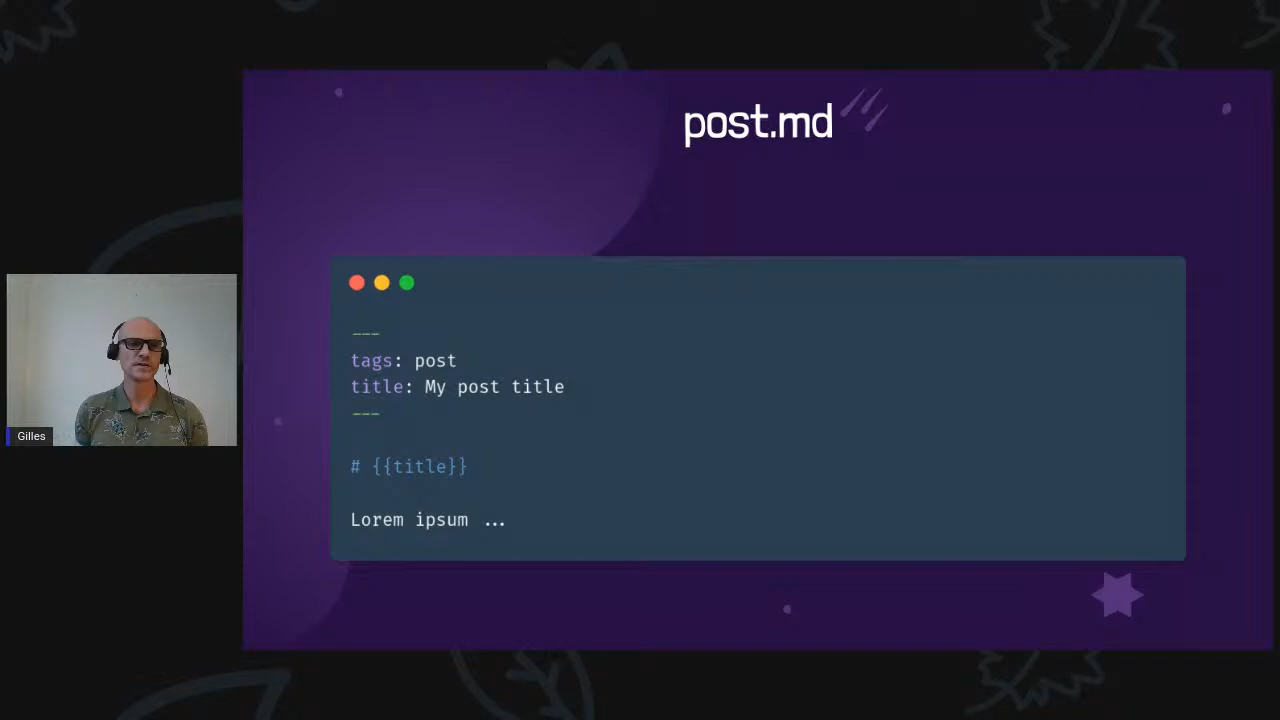 post.md
---
tags: post
title: My post title
---
# {{title}}
Lorem ipsum ...
Gilles